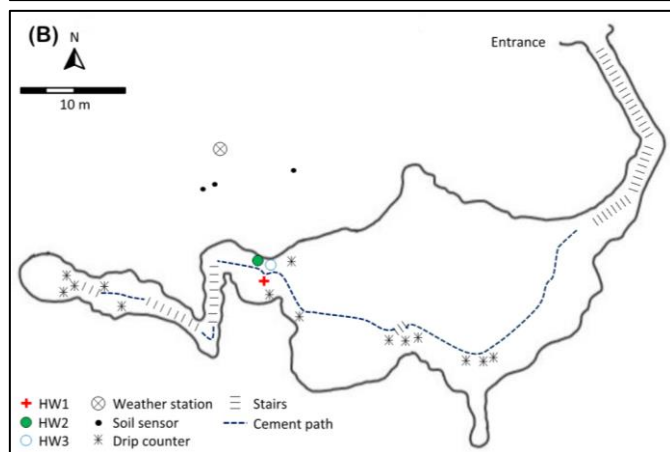 (B)
N
10 m
Entrance
HW1
HW2
HW3
Weather station
Soil sensor
Drip counter
Stairs
Cement path